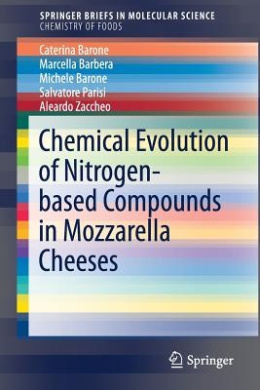 SPRINGER BRIEFS IN MOLECULAR SCIENCE
CHEMISTRY OF FOODS
Caterina Barone
Marcella Barbera
Michele Barone
Salvatore Parisi
Aleardo Zaccheo
Chemical Evolution
of Nitrogen-
based Compounds
in Mozzarella
Cheeses
Springer